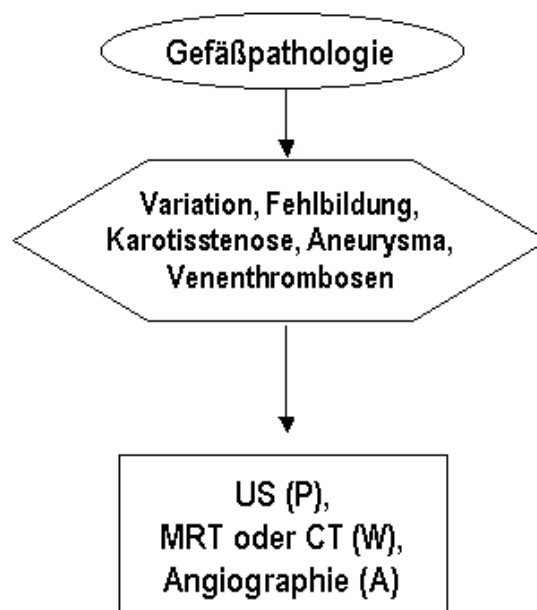 Gefäßpathologie
Variation, Fehlbildung,
Karotisstenose, Aneurysma,
Venenthrombosen
US (P),
MRT oder CT (W),
Angiographie (A)